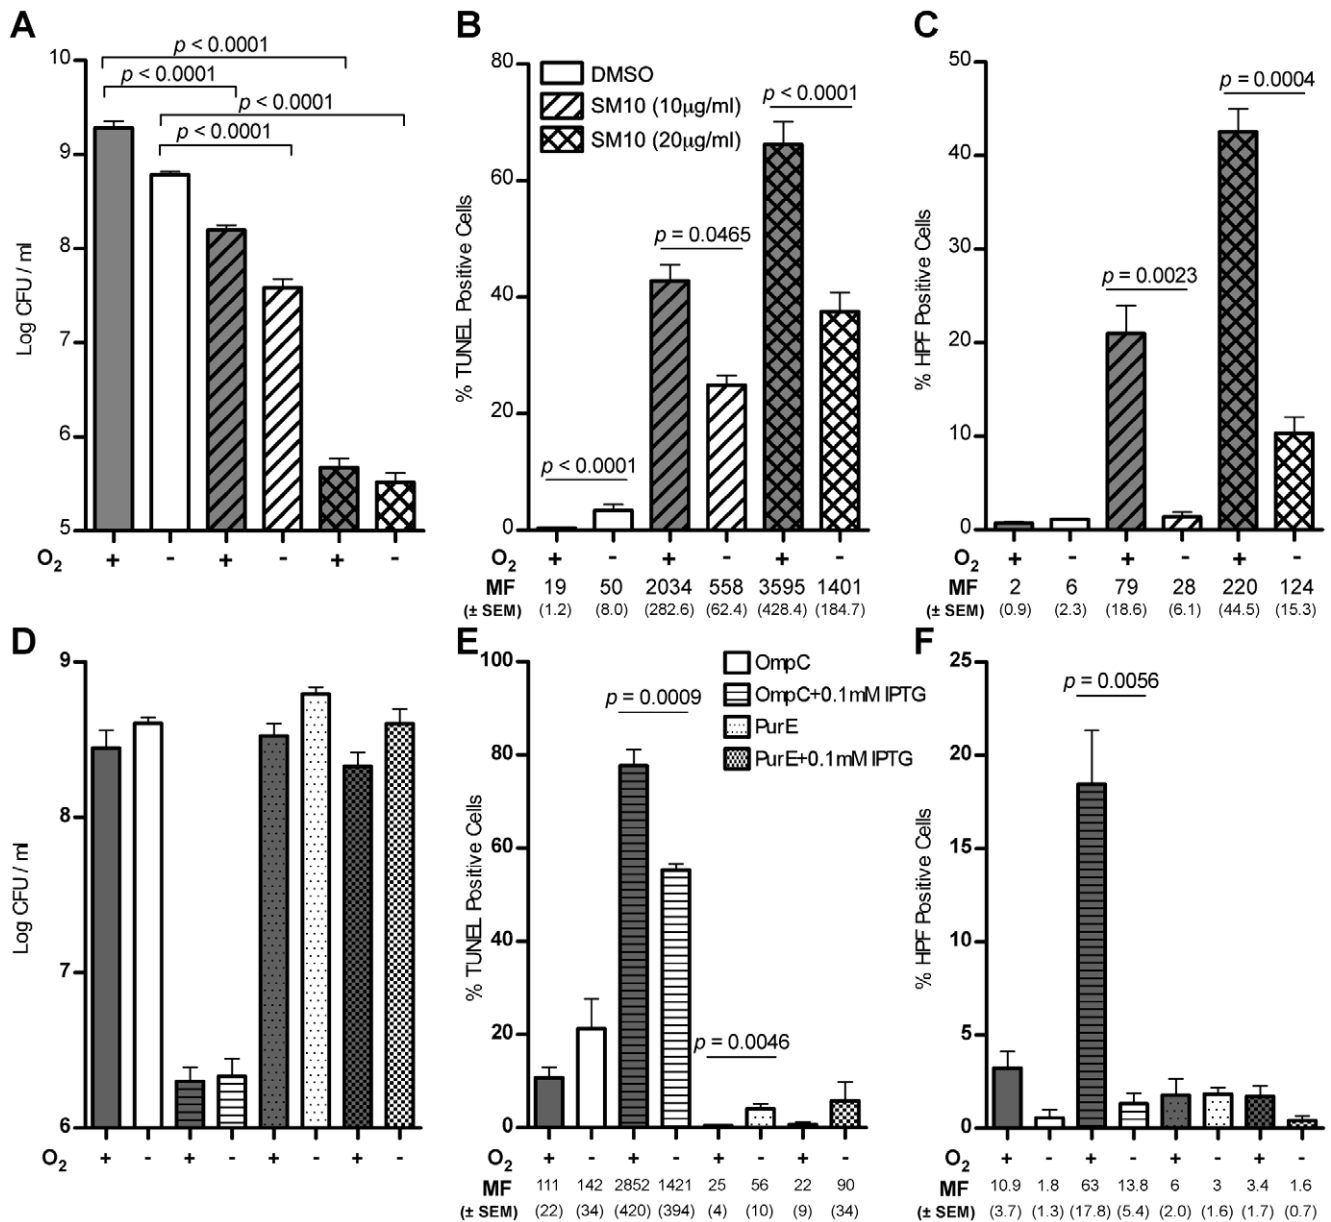 A
p < 0.0001
p < 0.0001
p < 0.0001
p < 0.0001
Log CFU / ml
10
9
8
7
6
5
O2 + - + - + -
B
% TUNEL Positive Cells
80
60
40
20
0
DMSO
SM10 (10µg/ml)
SM10 (20µg/ml)
p < 0.0001
p = 0.0465
p < 0.0001
O2 + - + - + -
MF 19 50 2034 558 3595 1401
(± SEM) (1.2) (8.0) (282.6) (62.4) (428.4) (184.7)
C
% HPF Positive Cells
50
40
30
20
10
0
p = 0.0004
p = 0.0023
O2 + - + - + -
MF 2 6 79 28 220 124
(± SEM) (0.9) (2.3) (18.6) (6.1) (44.5) (15.3)
D
Log CFU / ml
9
8
7
6
O2 + - + - + - + -
E
% TUNEL Positive Cells
100
80
60
40
20
0
OmpC
OmpC+0.1mM IPTG
PurE
PurE+0.1mM IPTG
p = 0.0009
p = 0.0046
O2 + - + - + - + -
MF 111 142 2852 1421 25 56 22 90
(± SEM) (22) (34) (420) (394) (4) (10) (9) (34)
F
% HPF Positive Cells
25
20
15
10
5
0
p = 0.0056
O2 + - + - + - + -
MF 10.9 1.8 63 13.8 6 3 3.4 1.6
(± SEM) (3.7) (1.3) (17.8) (5.4) (2.0) (1.6) (1.7) (0.7)